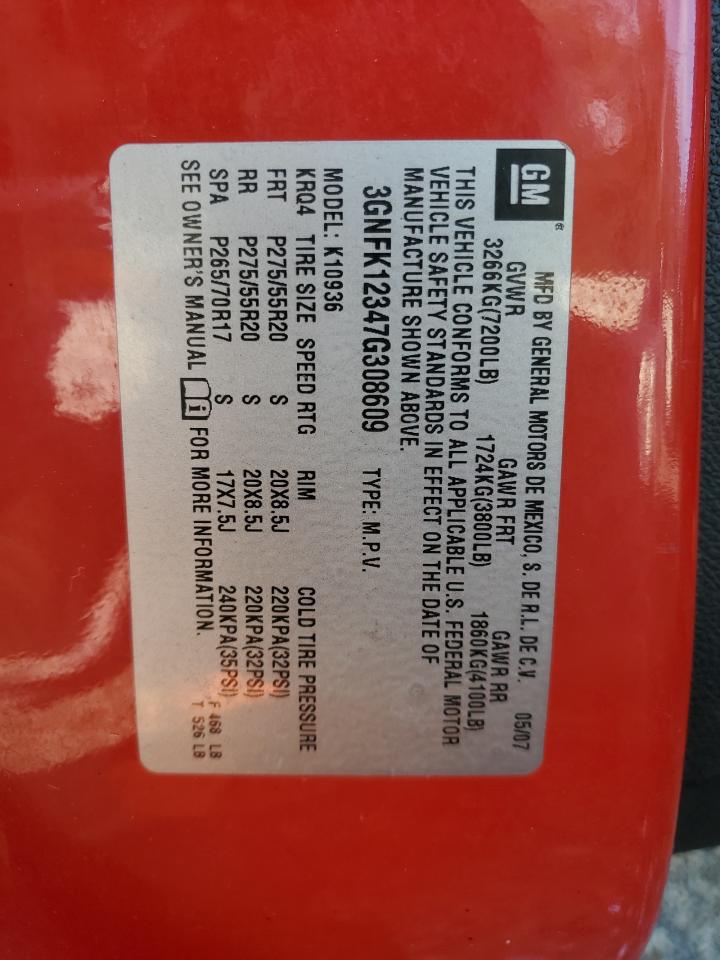 GM
MFD BY GENERAL MOTORS DE MEXICO, S. DE R.L. DE C.V. 05/07
GVWR GAWR FRT GAWR RR
3266KG(7200LB) 1724KG(3800LB) 1860KG(4100LB)
THIS VEHICLE CONFORMS TO ALL APPLICABLE U.S. FEDERAL MOTOR
VEHICLE SAFETY STANDARDS IN EFFECT ON THE DATE OF
MANUFACTURE SHOWN ABOVE.
3GNFK12347G308609 TYPE: M.P.V.
MODEL: K10936
KRQ4 TIRE SIZE SPEED RTG RIM COLD TIRE PRESSURE
FRT P275/55R20 S 20X8.5J 220KPA(32PSI)
RR P275/55R20 S 20X8.5J 220KPA(32PSI)
SPA P265/70R17 S 17X7.5J 240KPA(35PSI)
SEE OWNER'S MANUAL FOR MORE INFORMATION.
F 468 LB
T 526 LB